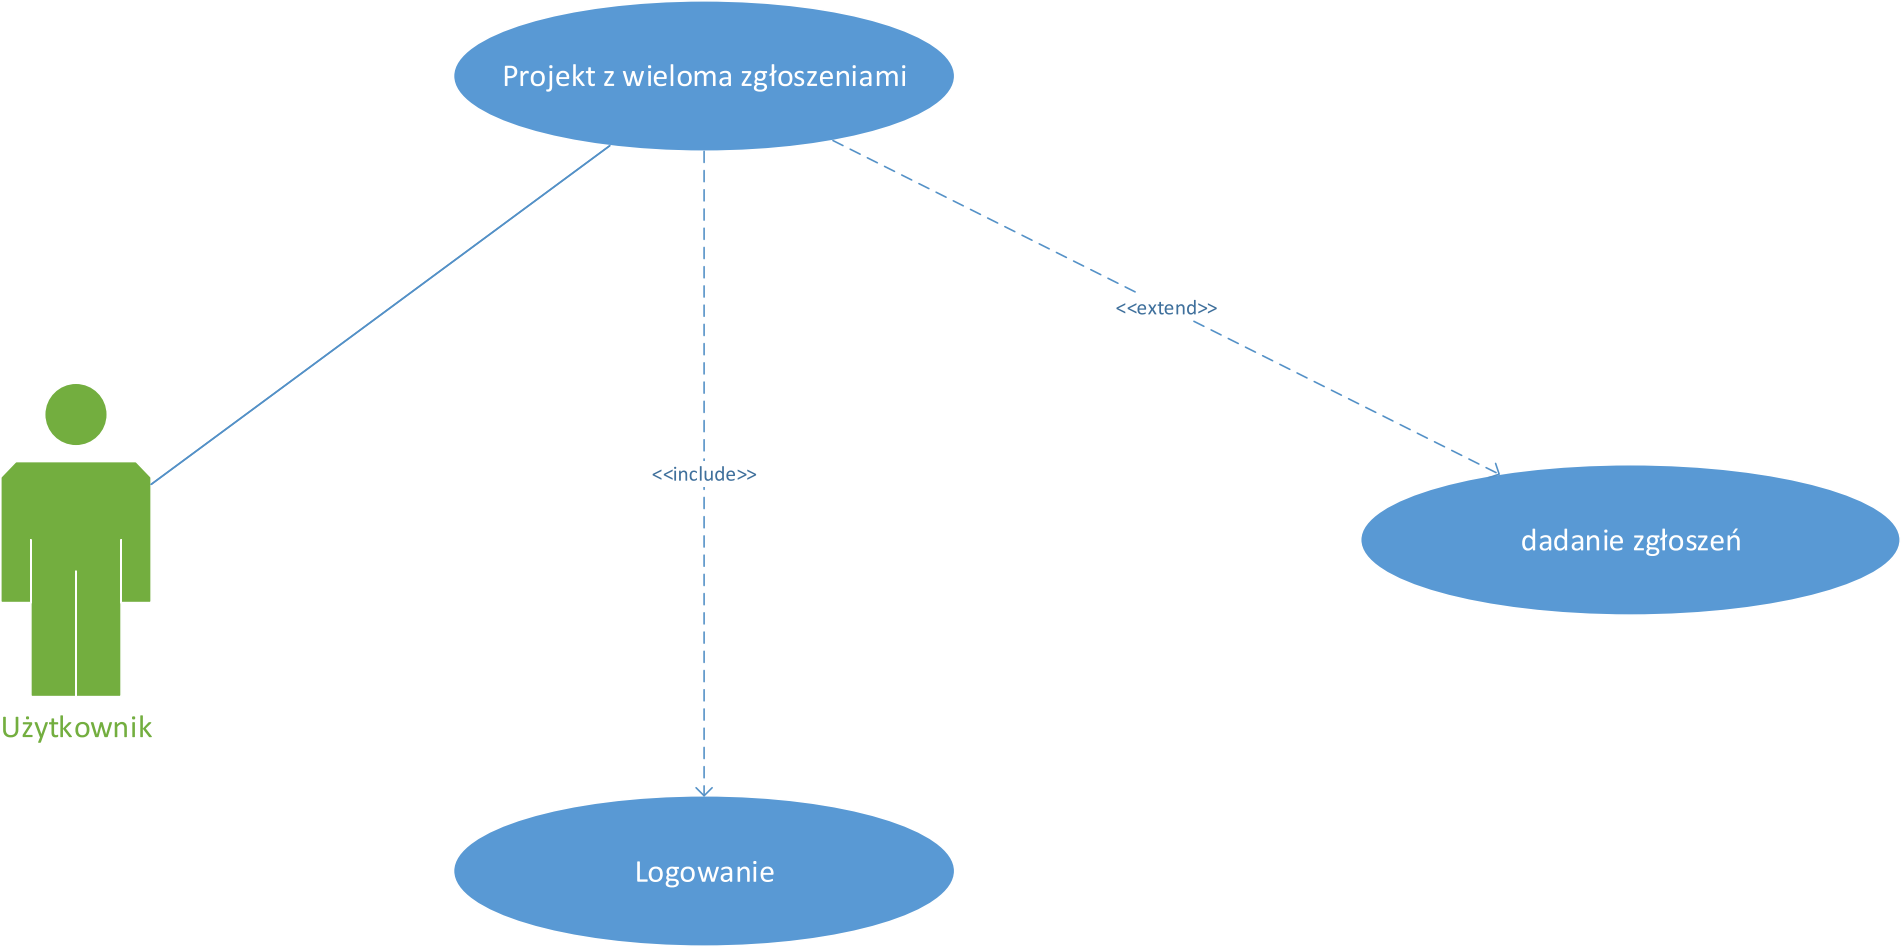 Projekt z wieloma zgłoszeniami
<<extend>>
<<include>>
dadanie zgłoszeń
Użytkownik
Logowanie